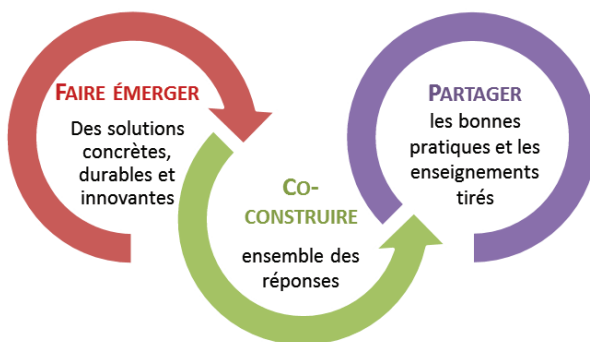 FAIRE ÉMERGER
Des solutions
concrètes,
durables et
innovantes
CO-
CONSTRUIRE
ensemble des
réponses
PARTAGER
les bonnes
pratiques et les
enseignements
tirés